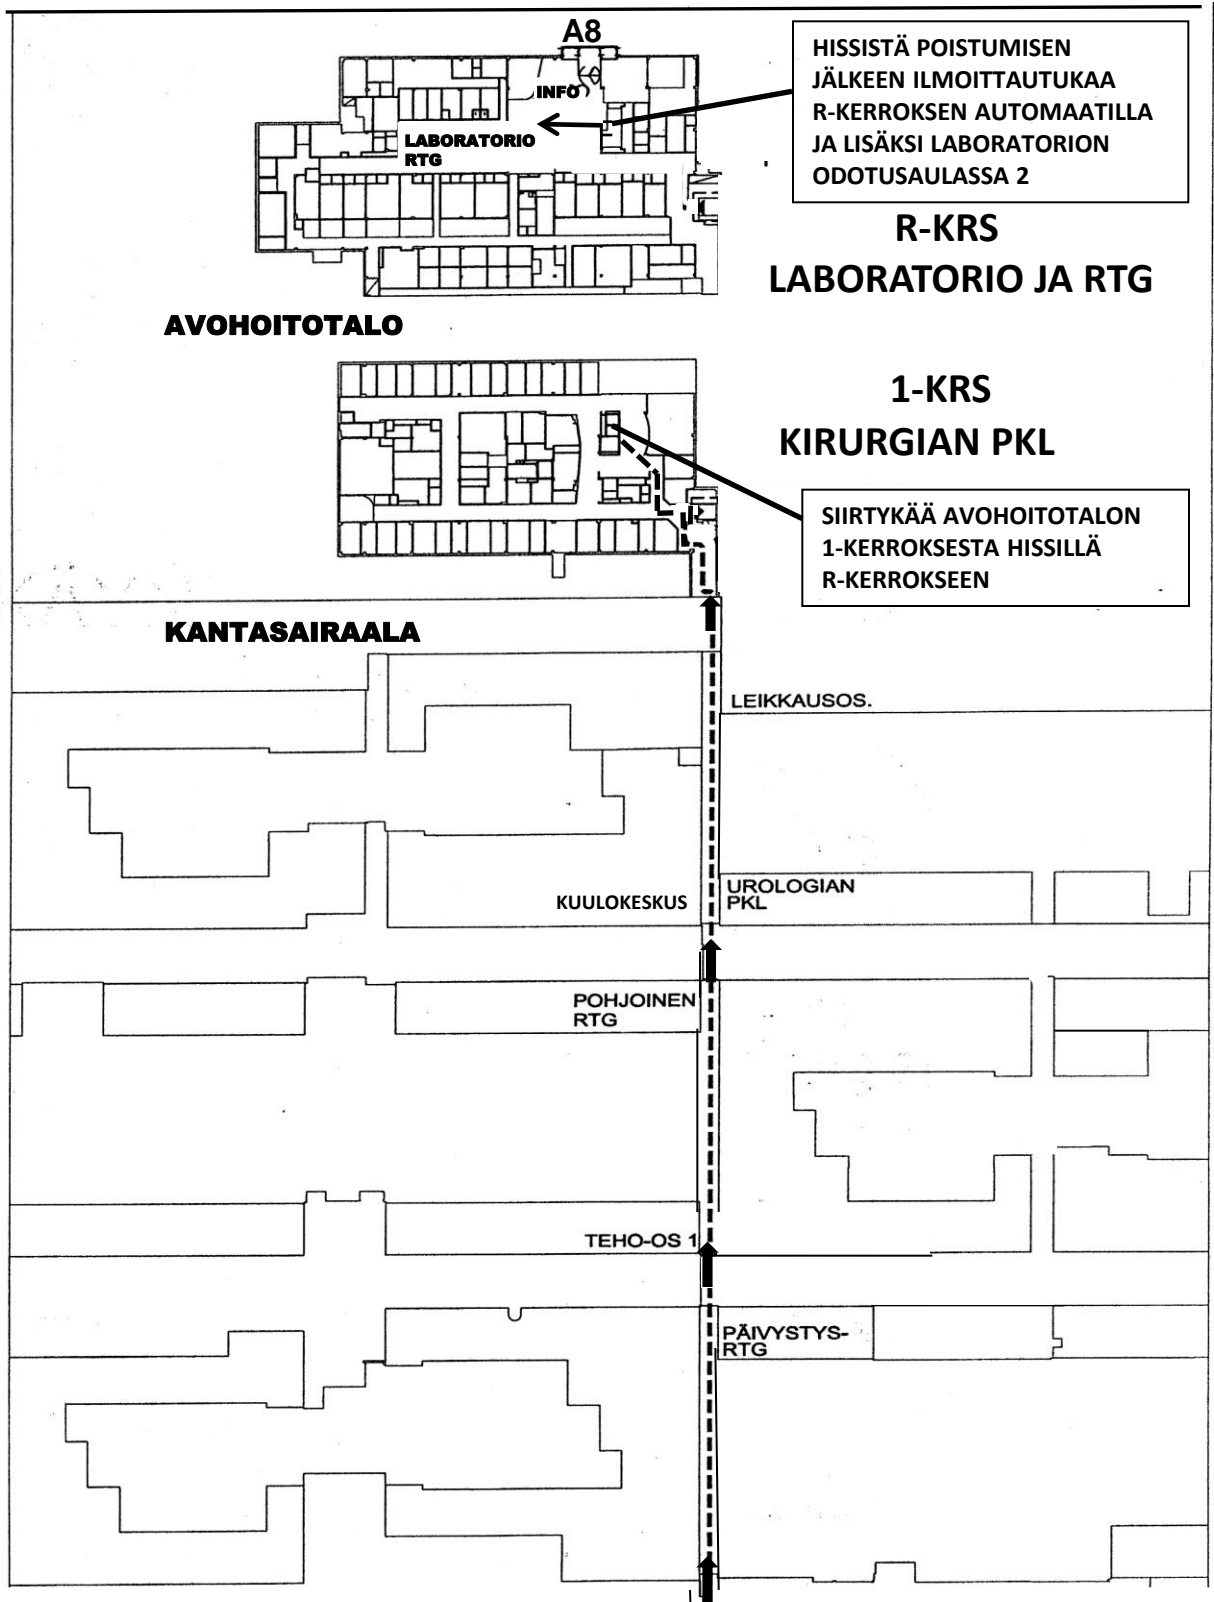 A8
HISSISTÄ POISTUMISEN
JÄLKEEN ILMOITTAUTUKAA
R-KERROKSEN AUTOMAATILLA
JA LISÄKSI LABORATORION
ODOTUSAULASSA 2
INFO
LABORATORIO
RTG
R-KRS
LABORATORIO JA RTG
AVOHOITOTALO
1-KRS
KIRURGIAN PKL
SIIRTYKÄÄ AVOHOITOTALON
1-KERROKSESTA HISSILLÄ
R-KERROKSEEN
KANTASAIRAALA
LEIKKAUSOS.
UROLOGIAN
PKL
KUULOKESKUS
POHJOINEN
RTG
TEHO-OS 1
PÄIVYSTYS-
RTG